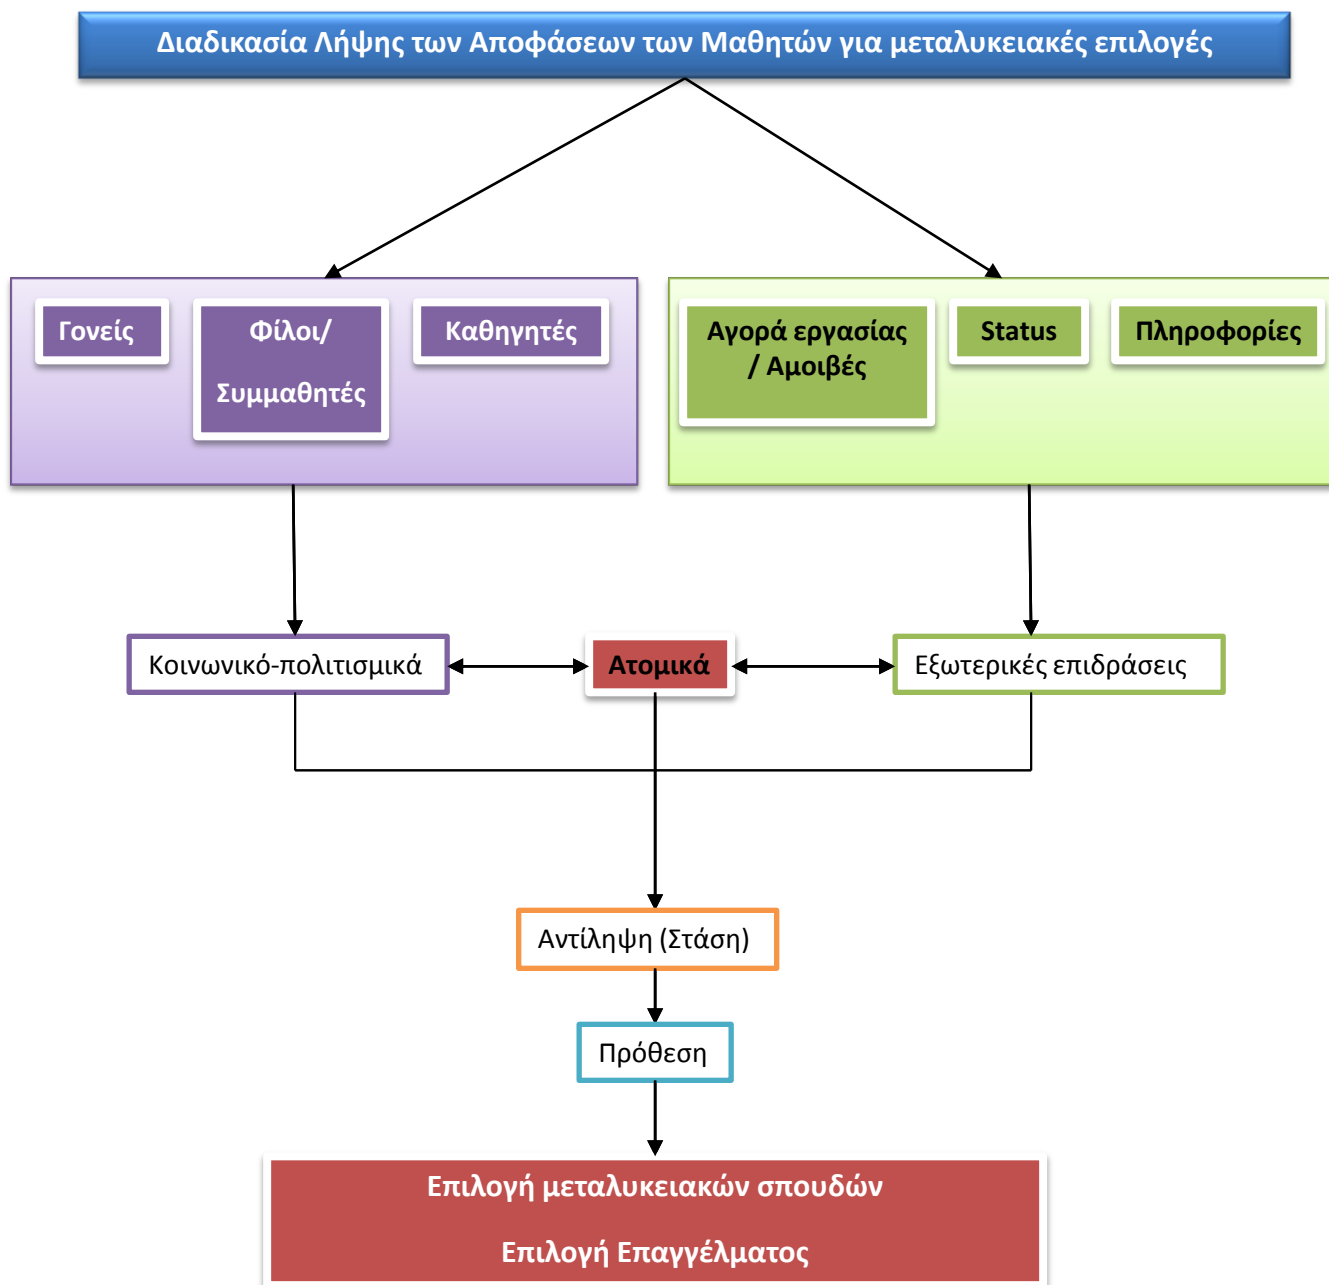 Διαδικασία Λήψης των Αποφάσεων των Μαθητών για μεταλυκειακές επιλογές
Γονείς
Φίλοι/
Συμμαθητές
Καθηγητές
Αγορά εργασίας
/ Αμοιβές
Status
Πληροφορίες
Κοινωνικό-πολιτισμικά
Ατομικά
Εξωτερικές επιδράσεις
Αντίληψη (Στάση)
Πρόθεση
Επιλογή μεταλυκειακών σπουδών
Επιλογή Επαγγέλματος